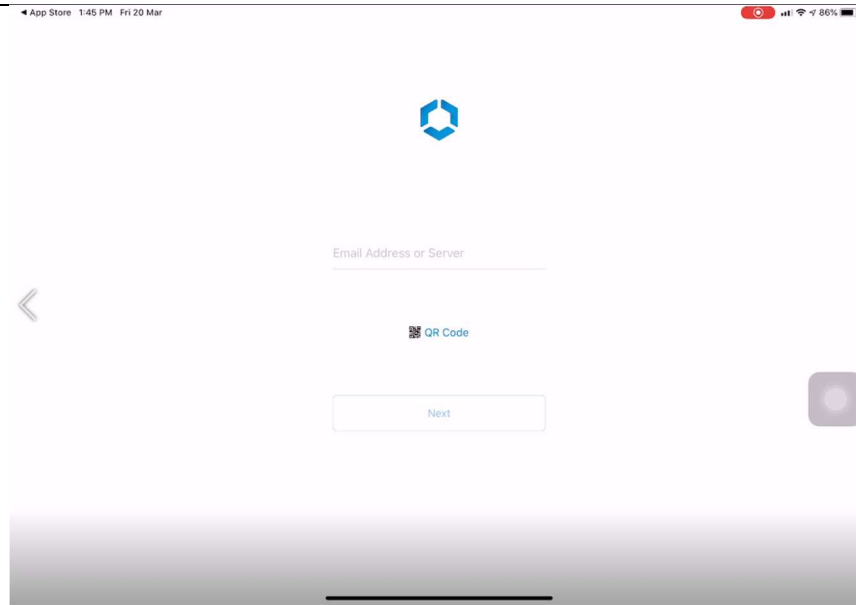 App Store 1:45 PM Fri 20 Mar 86%
Email Address or Server
QR Code
Next